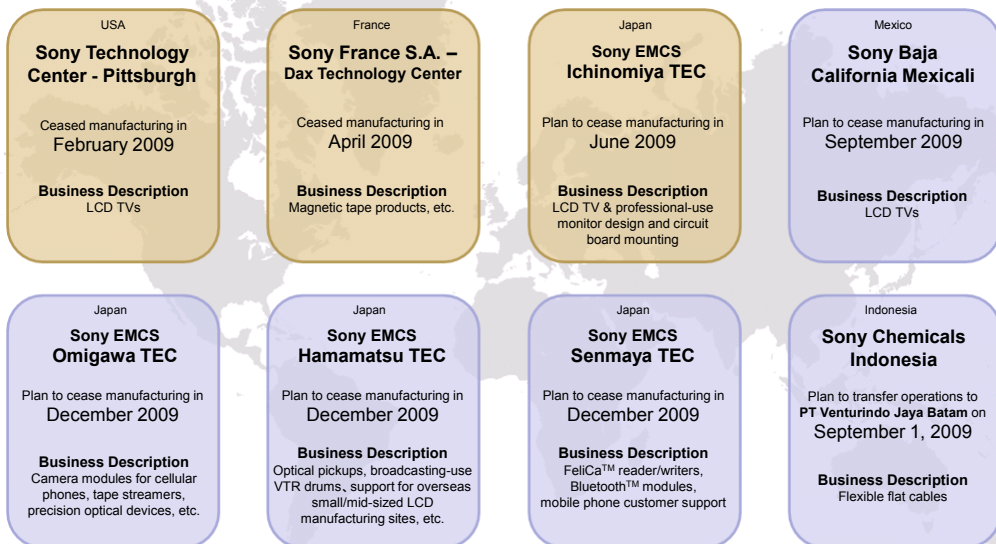 USA
Sony Technology
Center - Pittsburgh
Ceased manufacturing in
February 2009
Business Description
LCD TVs
France
Sony France S.A. –
Dax Technology Center
Ceased manufacturing in
April 2009
Business Description
Magnetic tape products, etc.
Japan
Sony EMCS
Ichinomiya TEC
Plan to cease manufacturing in
June 2009
Business Description
LCD TV & professional-use
monitor design and circuit
board mounting
Mexico
Sony Baja
California Mexicali
Plan to cease manufacturing in
September 2009
Business Description
LCD TVs
Japan
Sony EMCS
Omigawa TEC
Plan to cease manufacturing in
December 2009
Business Description
Camera modules for cellular
phones, tape streamers,
precision optical devices, etc.
Japan
Sony EMCS
Hamamatsu TEC
Plan to cease manufacturing in
December 2009
Business Description
Optical pickups, broadcasting-use
VTR drums、support for overseas
small/mid-sized LCD
manufacturing sites, etc.
Japan
Sony EMCS
Senmaya TEC
Plan to cease manufacturing in
December 2009
Business Description
FeliCa™ reader/writers,
Bluetooth™ modules,
mobile phone customer support
Indonesia
Sony Chemicals
Indonesia
Plan to transfer operations to
PT Venturindo Jaya Batam on
September 1, 2009
Business Description
Flexible flat cables